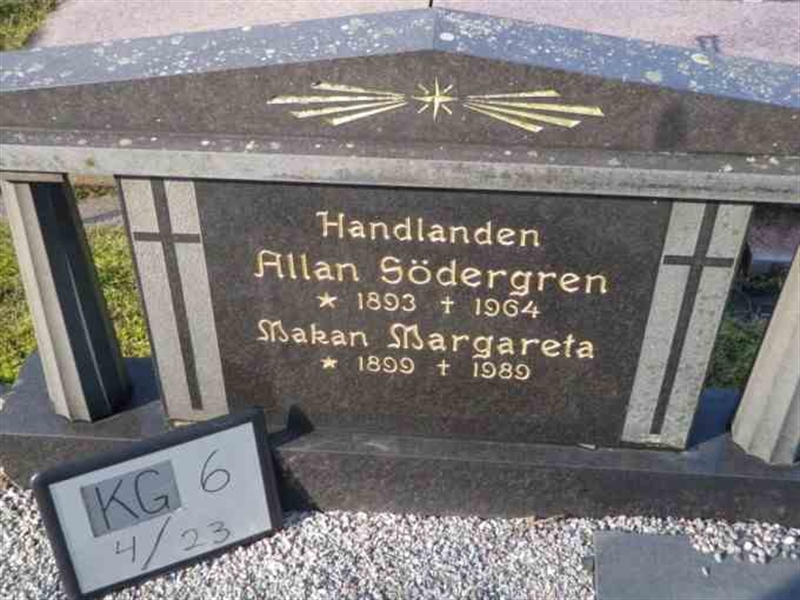 Handlanden
Allan Södergren
* 1893 † 1964
Makan Margareta
* 1899 † 1989
KG 6
4/23